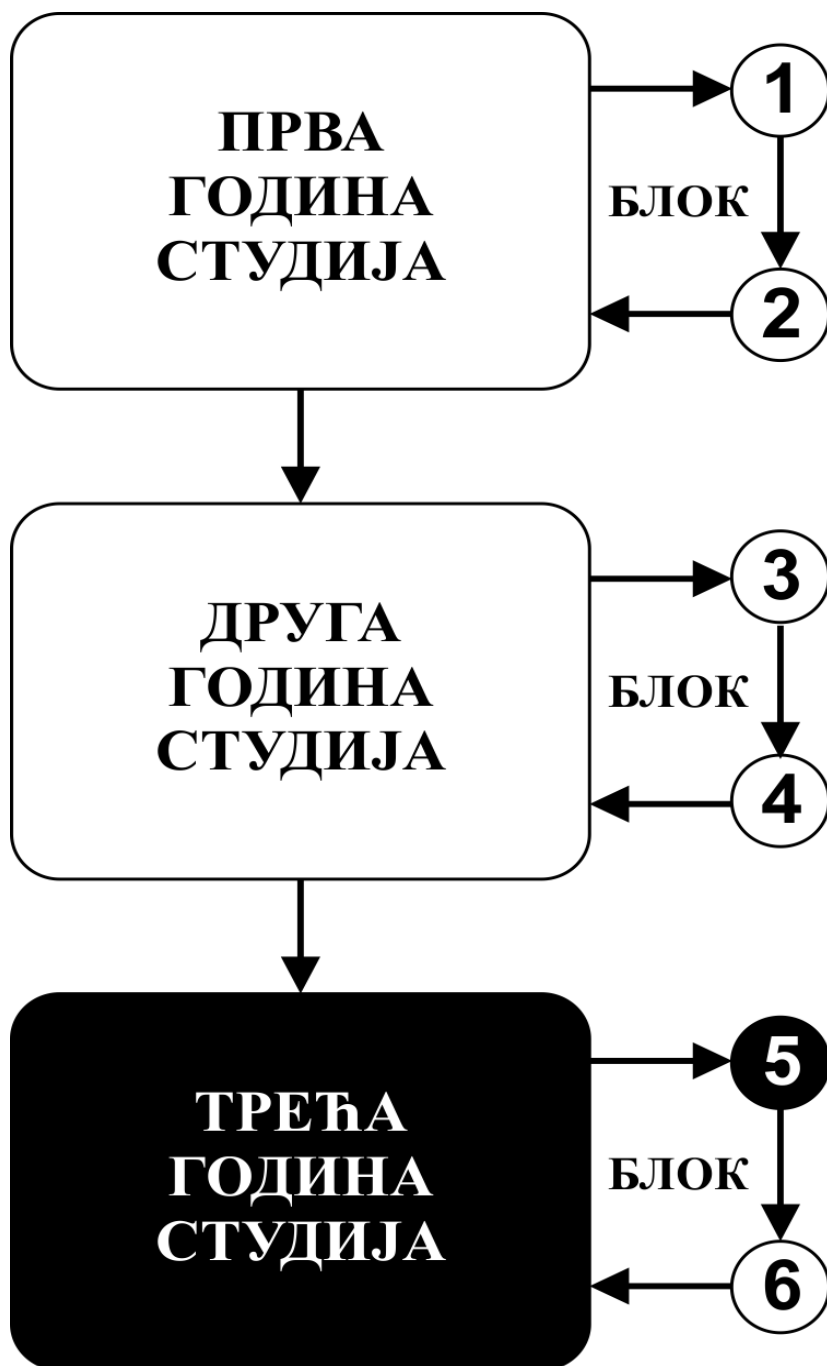 ПРВА
ГОДИНА
СТУДИЈА
1
БЛОК
2
ДРУГА
ГОДИНА
СТУДИЈА
3
БЛОК
4
ТРЕЋА
ГОДИНА
СТУДИЈА
5
БЛОК
6